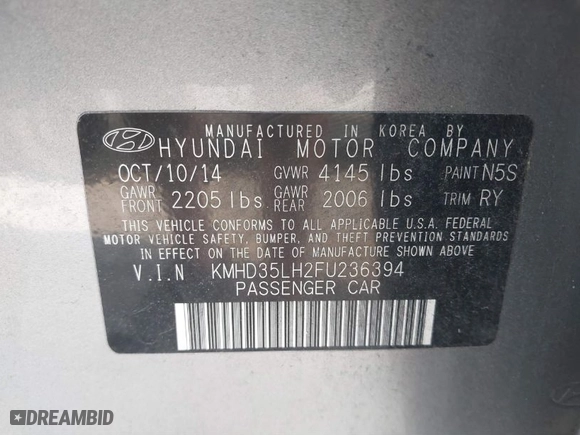 MANUFACTURED IN KOREA BY
HYUNDAI MOTOR COMPANY
OCT/10/14 GVWR 4145 lbs PAINT N5S
GAWR FRONT 2205 lbs GAWR REAR 2006 lbs TRIM RY
THIS VEHICLE CONFORMS TO ALL APPLICABLE U.S.A. FEDERAL
MOTOR VEHICLE SAFETY, BUMPER, AND THEFT PREVENTION STANDARDS
IN EFFECT ON THE DATE OF MANUFACTURE SHOWN ABOVE
V.I.N KMHD35LH2FU236394
PASSENGER CAR
DREAMBID